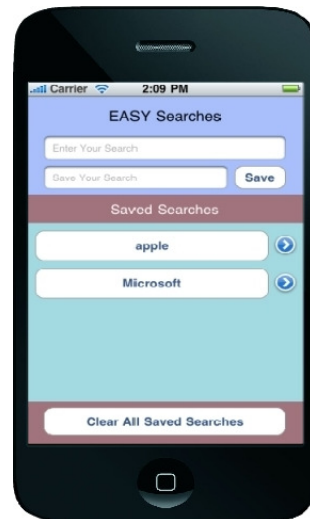 Carrier 2:09 PM
EASY Searches
Enter Your Search
Save Your Search Save
Saved Searches
apple
Microsoft
Clear All Saved Searches